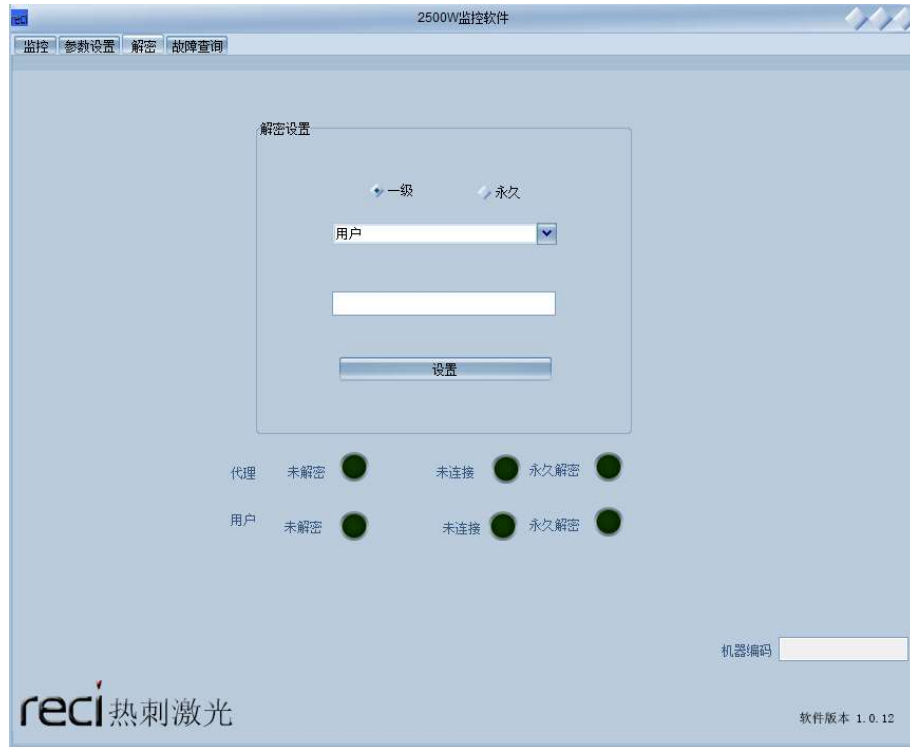 reci
2500W监控软件
监控 参数设置 解密 故障查询
解密设置
一级 永久
用户
设置
代理 未解密 未连接 永久解密
用户 未解密 未连接 永久解密
机器编码
reci热刺激光
软件版本 1.0.12